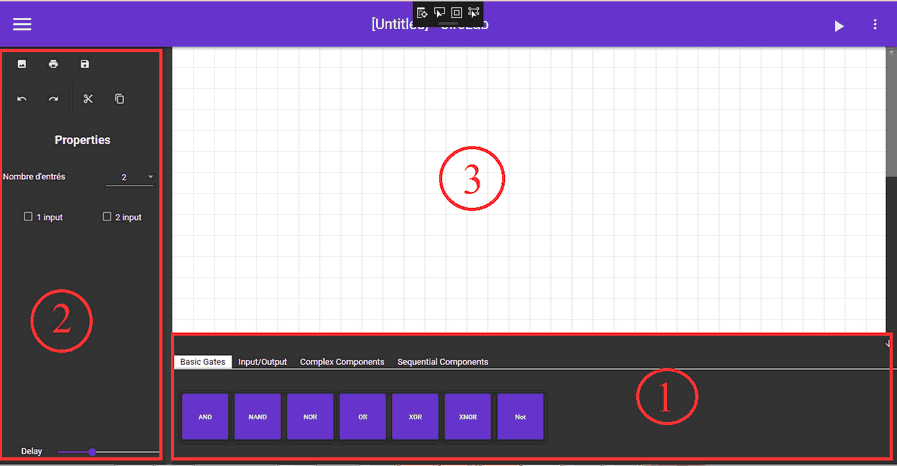 [Untitled] - CircLab
3
Properties
Nombre d'entrés 2
1 input 2 input
2
Basic Gates Input/Output Complex Components Sequential Components
1
AND NAND NOR OR XOR XNOR Not
Delay